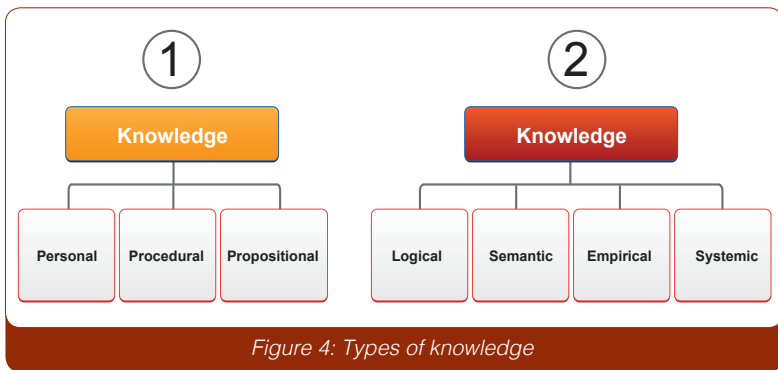 1
Knowledge
Personal
Procedural
Propositional
2
Knowledge
Logical
Semantic
Empirical
Systemic
Figure 4: Types of knowledge